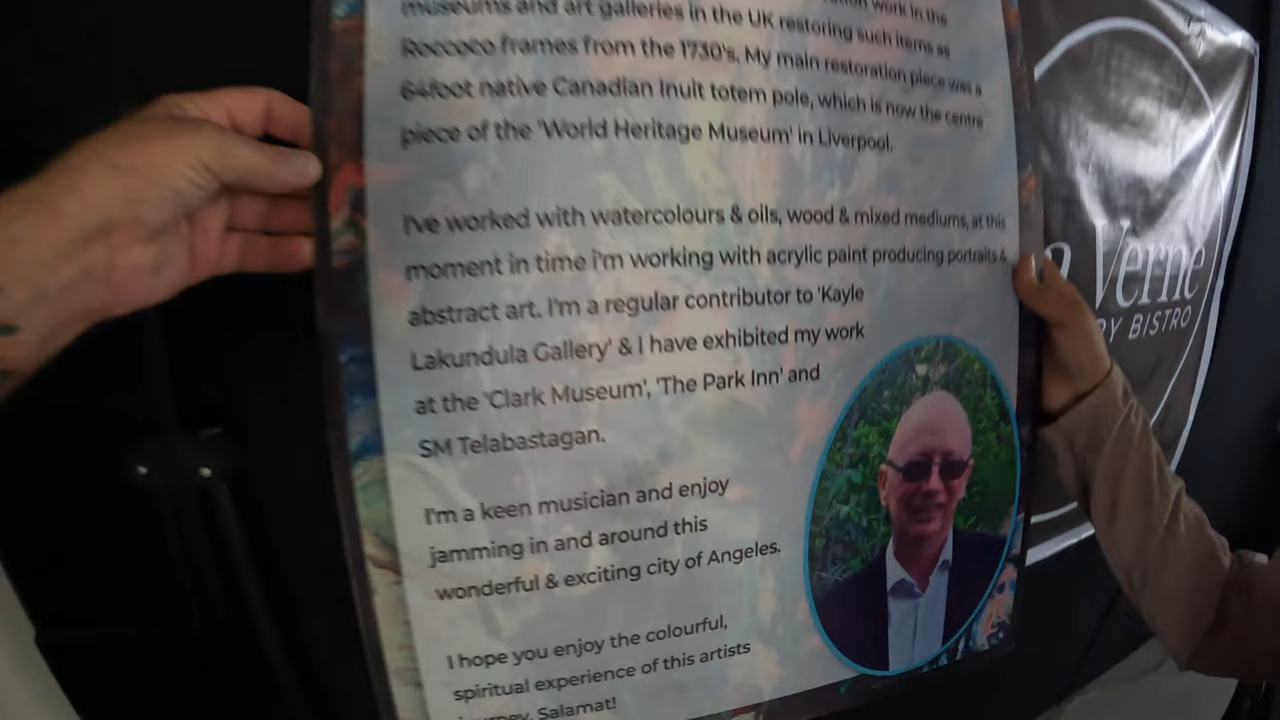 museums and art galleries in the UK restoring such items as
Roccoco frames from the 1730's. My main restoration piece was a
64foot native Canadian Inuit totem pole, which is now the centre
piece of the 'World Heritage Museum' in Liverpool.
I've worked with watercolours & oils, wood & mixed mediums, at this
moment in time i'm working with acrylic paint producing portraits &
abstract art. I'm a regular contributor to 'Kayle
Lakundula Gallery' & I have exhibited my work
at the 'Clark Museum', 'The Park Inn' and
SM Telabastagan.
I'm a keen musician and enjoy
jamming in and around this
wonderful & exciting city of Angeles.
I hope you enjoy the colourful,
spiritual experience of this artists
Salamat!
Verne
BISTRO